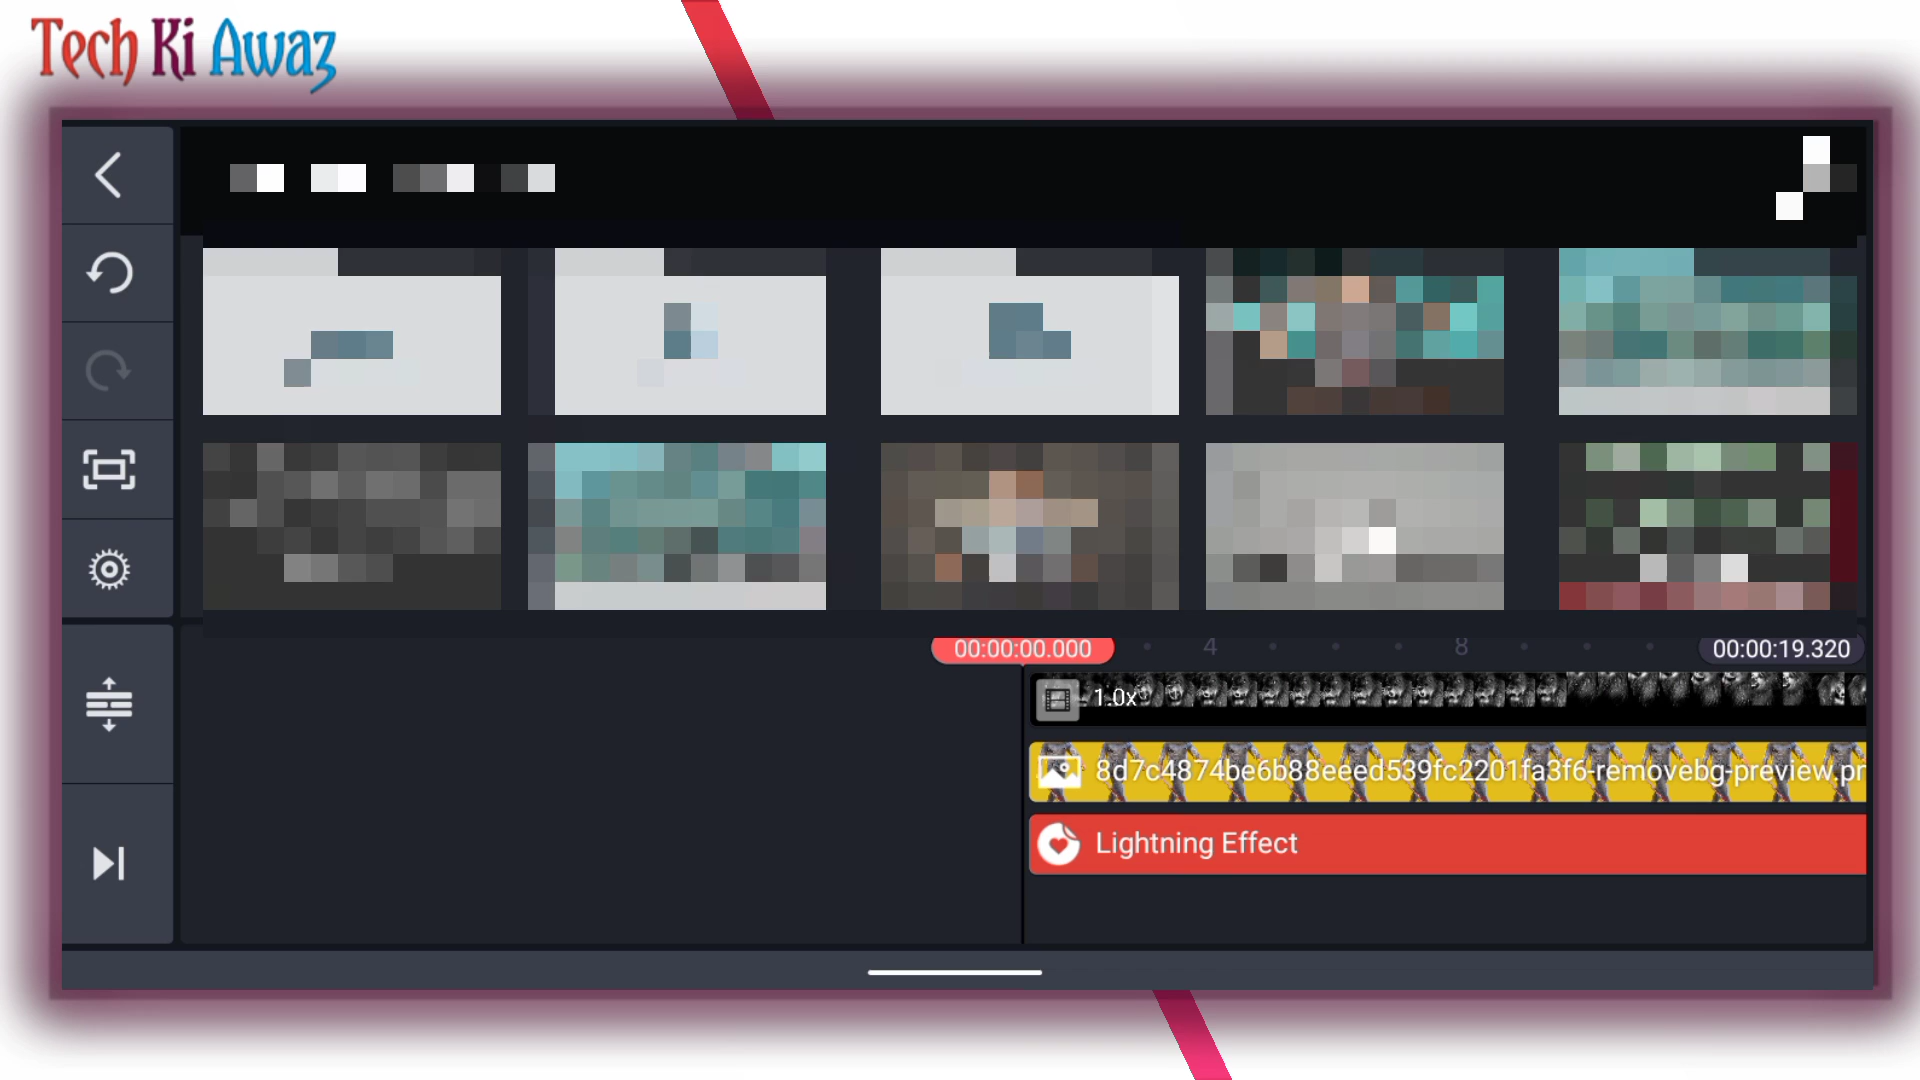 Tech Ki Awaz
00:00:00.000 4 8 00:00:19.320
1.0x
8d7c4874be6b88eeed539fc2201fa3f6-removebg-preview.pr
Lightning Effect